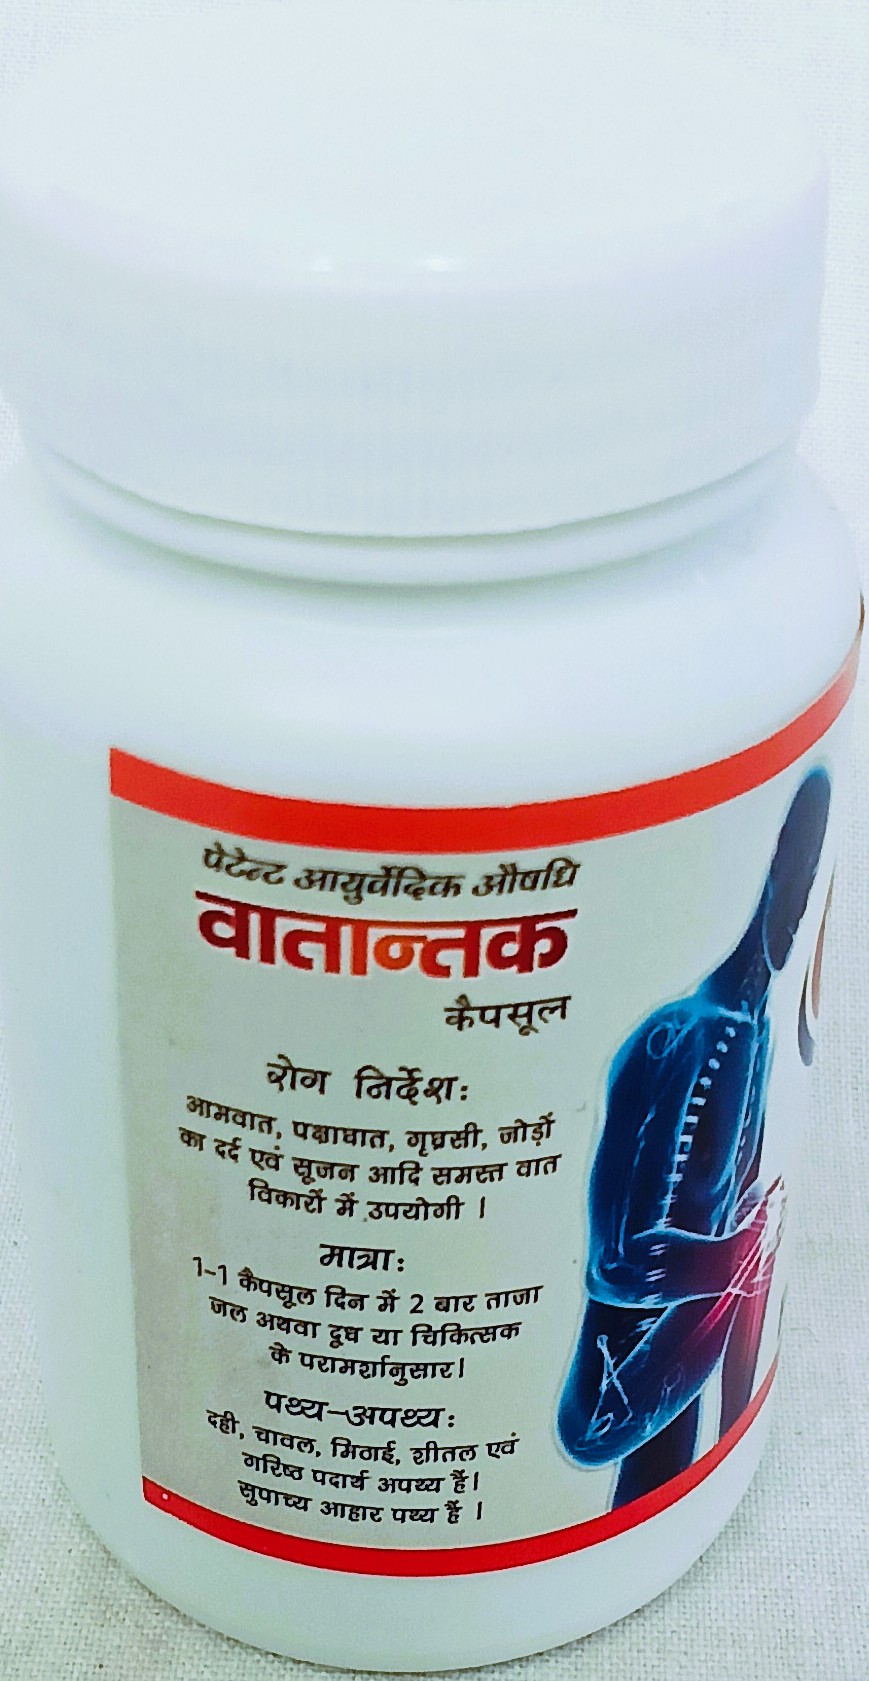 पेटेन्ट आयुर्वेदिक औषधि
वातान्तक
कैपसूल
रोग निर्देश:
आमवात, पक्षाघात, गृघ्रसी, जोड़ों
का दर्द एवं सूजन आदि समस्त वात
विकारों में उपयोगी ।
मात्रा:
1-1 कैपसूल दिन में 2 बार ताजा
जल अथवा दूध या चिकित्सक
के परामर्शानुसार।
पथ्य-अपथ्य:
दही, चावल, मिठाई, शीतल एवं
गरिष्ठ पदार्थ अपथ्य हैं।
सुपाच्य आहार पथ्य हैं ।